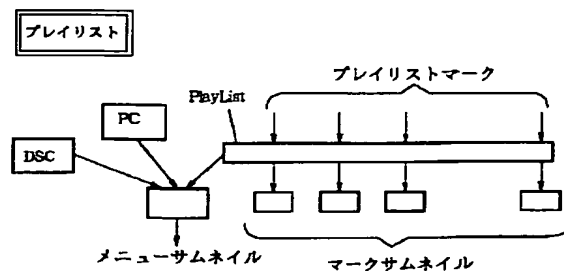 プレイリスト
プレイリストマーク
PlayList
PC
DSC
メニューサムネイル
マークサムネイル